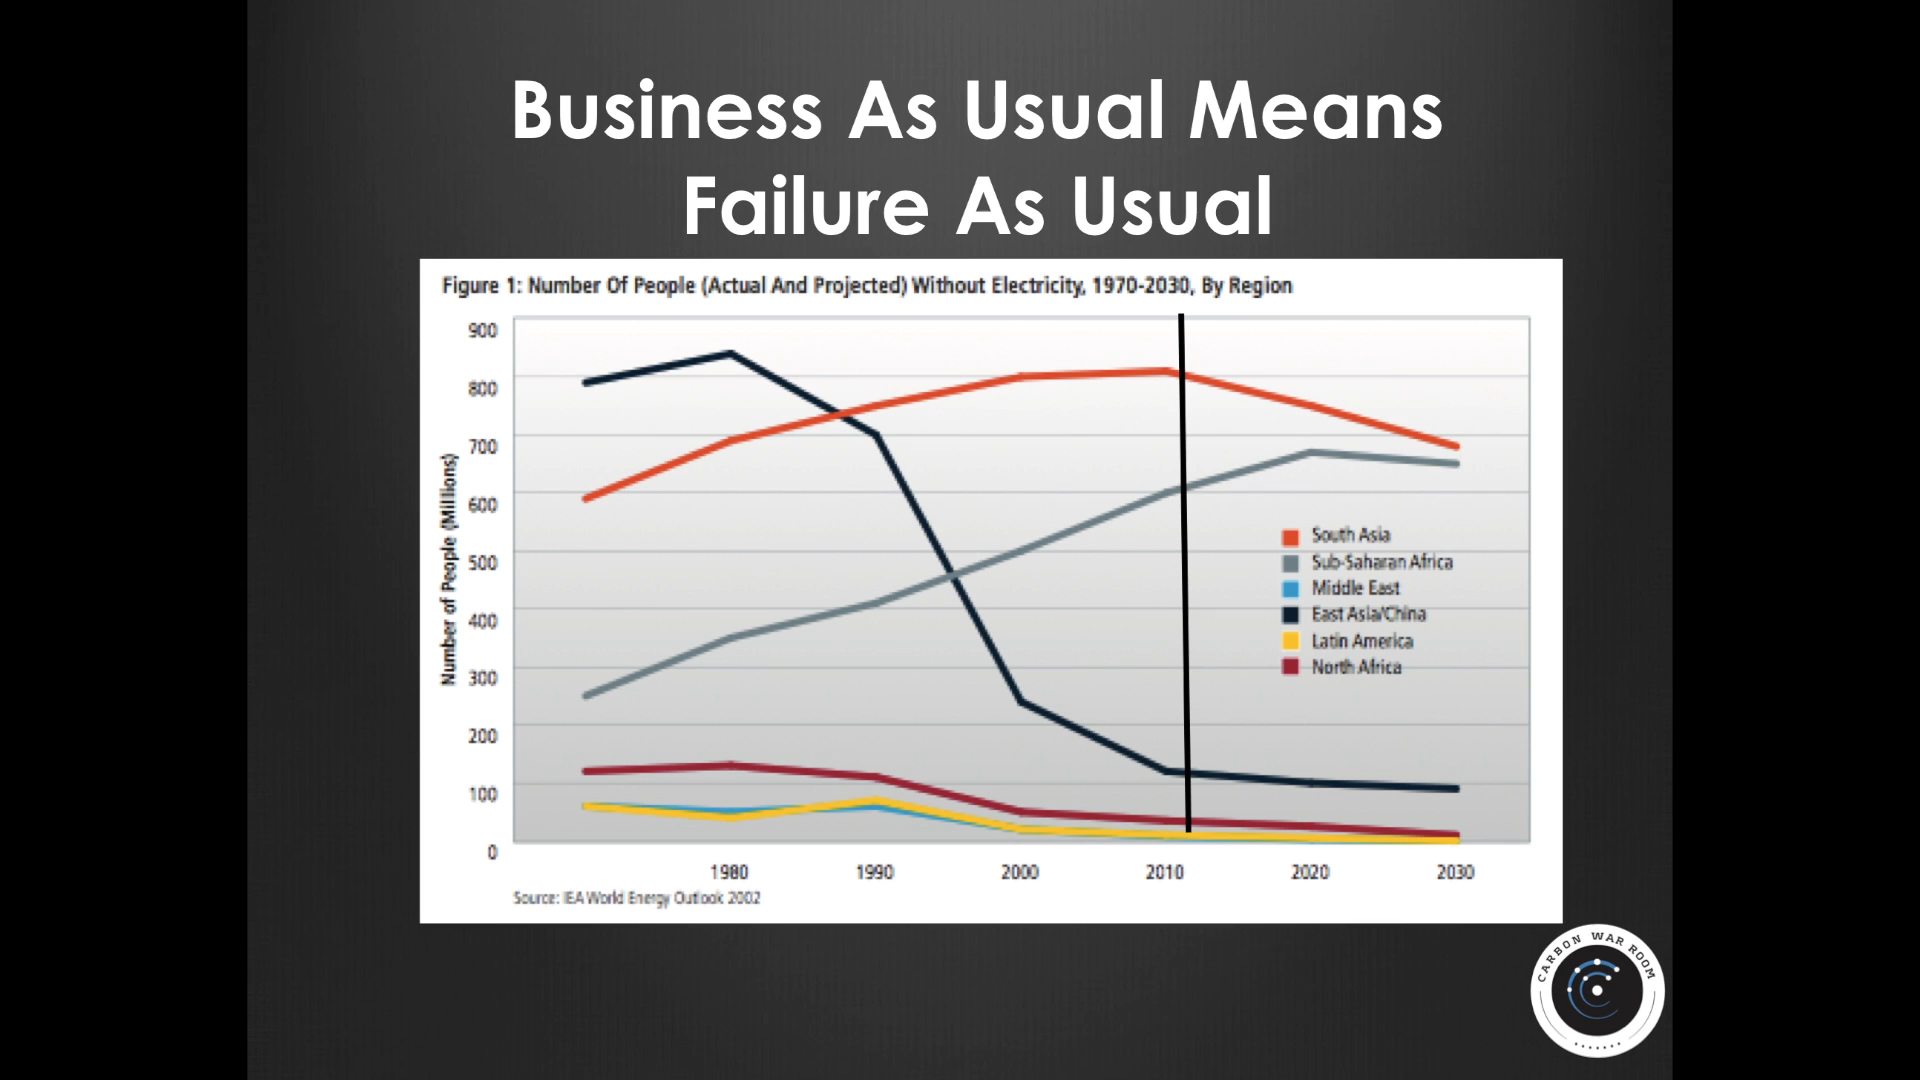 Business As Usual Means
Failure As Usual
Figure 1: Number Of People (Actual And Projected) Without Electricity, 1970-2030, By Region
Number of People (Millions)
900
800
700
600
500
400
300
200
100
0
South Asia
Sub-Saharan Africa
Middle East
East Asia/China
Latin America
North Africa
1980 1990 2000 2010 2020 2030
Source: IEA World Energy Outlook 2002
CARBON WAR ROOM